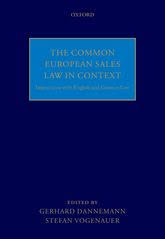 OXFORD
THE COMMON
EUROPEAN SALES
LAW IN CONTEXT
Interactions with English and German Law
EDITED BY
GERHARD DANNEMANN
STEFAN VOGENAUER